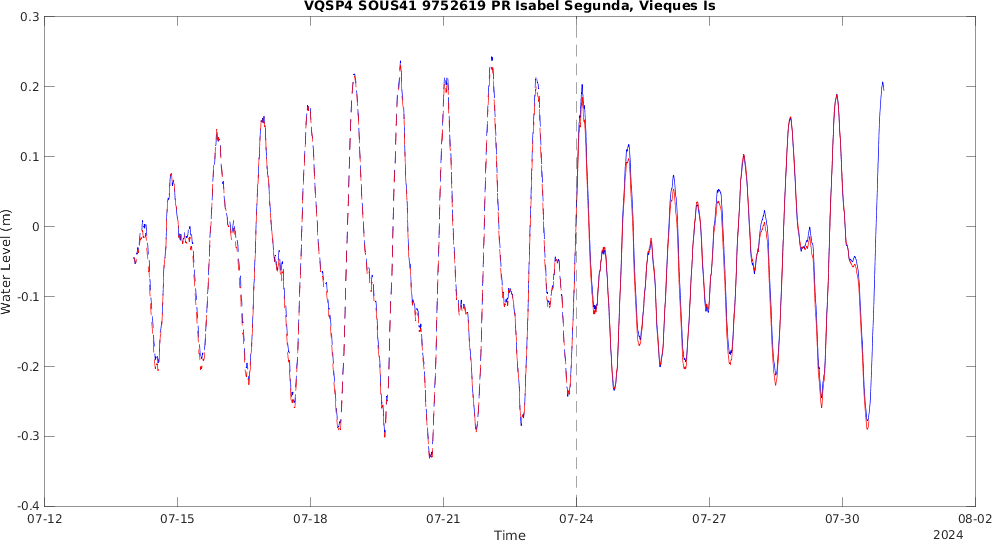 VQSP4 SOUS41 9752619 PR Isabel Segunda, Vieques Is
0.3
0.2
0.1
0
-0.1
-0.2
-0.3
-0.4
Water Level (m)
07-12 07-15 07-18 07-21 07-24 07-27 07-30 08-02
Time
2024